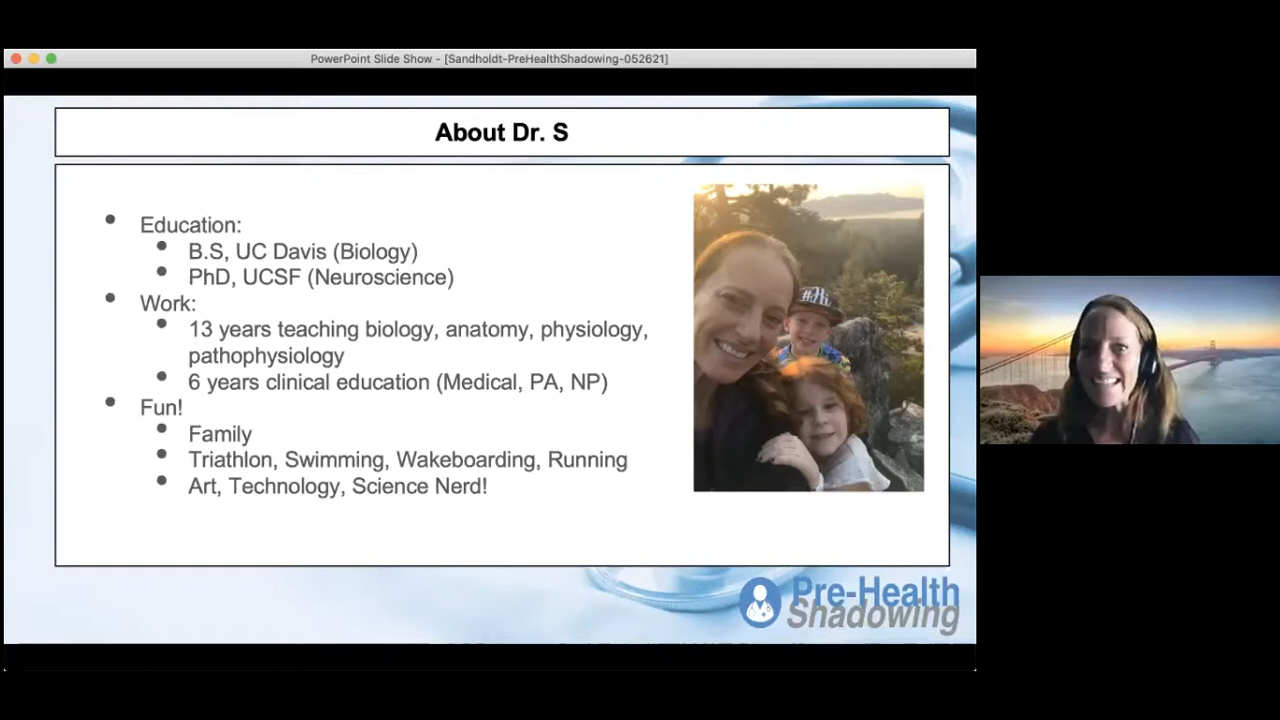 PowerPoint Slide Show - [Sandholdt-PreHealthShadowing-052621]
About Dr. S
Education:
B.S, UC Davis (Biology)
PhD, UCSF (Neuroscience)
Work:
13 years teaching biology, anatomy, physiology,
pathophysiology
6 years clinical education (Medical, PA, NP)
Fun!
Family
Triathlon, Swimming, Wakeboarding, Running
Art, Technology, Science Nerd!
#Hi
Pre-Health
Shadowing